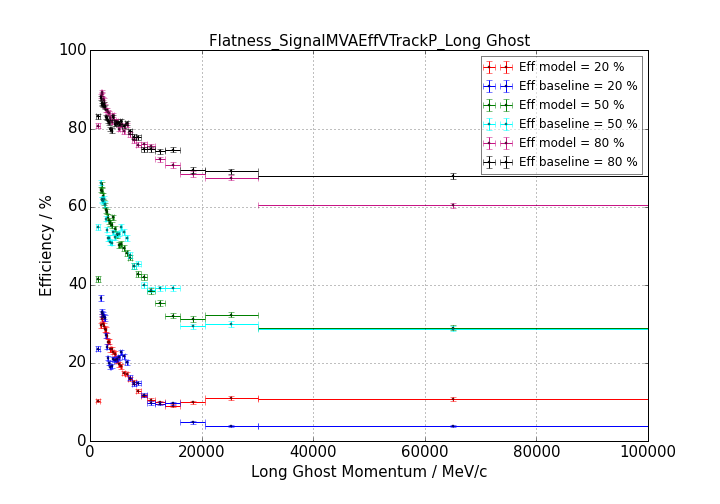 Flatness_SignalMVAEffVTrackP_Long Ghost
100
80
60
40
20
0
Efficiency / %
Eff model = 20 %
Eff baseline = 20 %
Eff model = 50 %
Eff baseline = 50 %
Eff model = 80 %
Eff baseline = 80 %
0 20000 40000 60000 80000 100000
Long Ghost Momentum / MeV/c